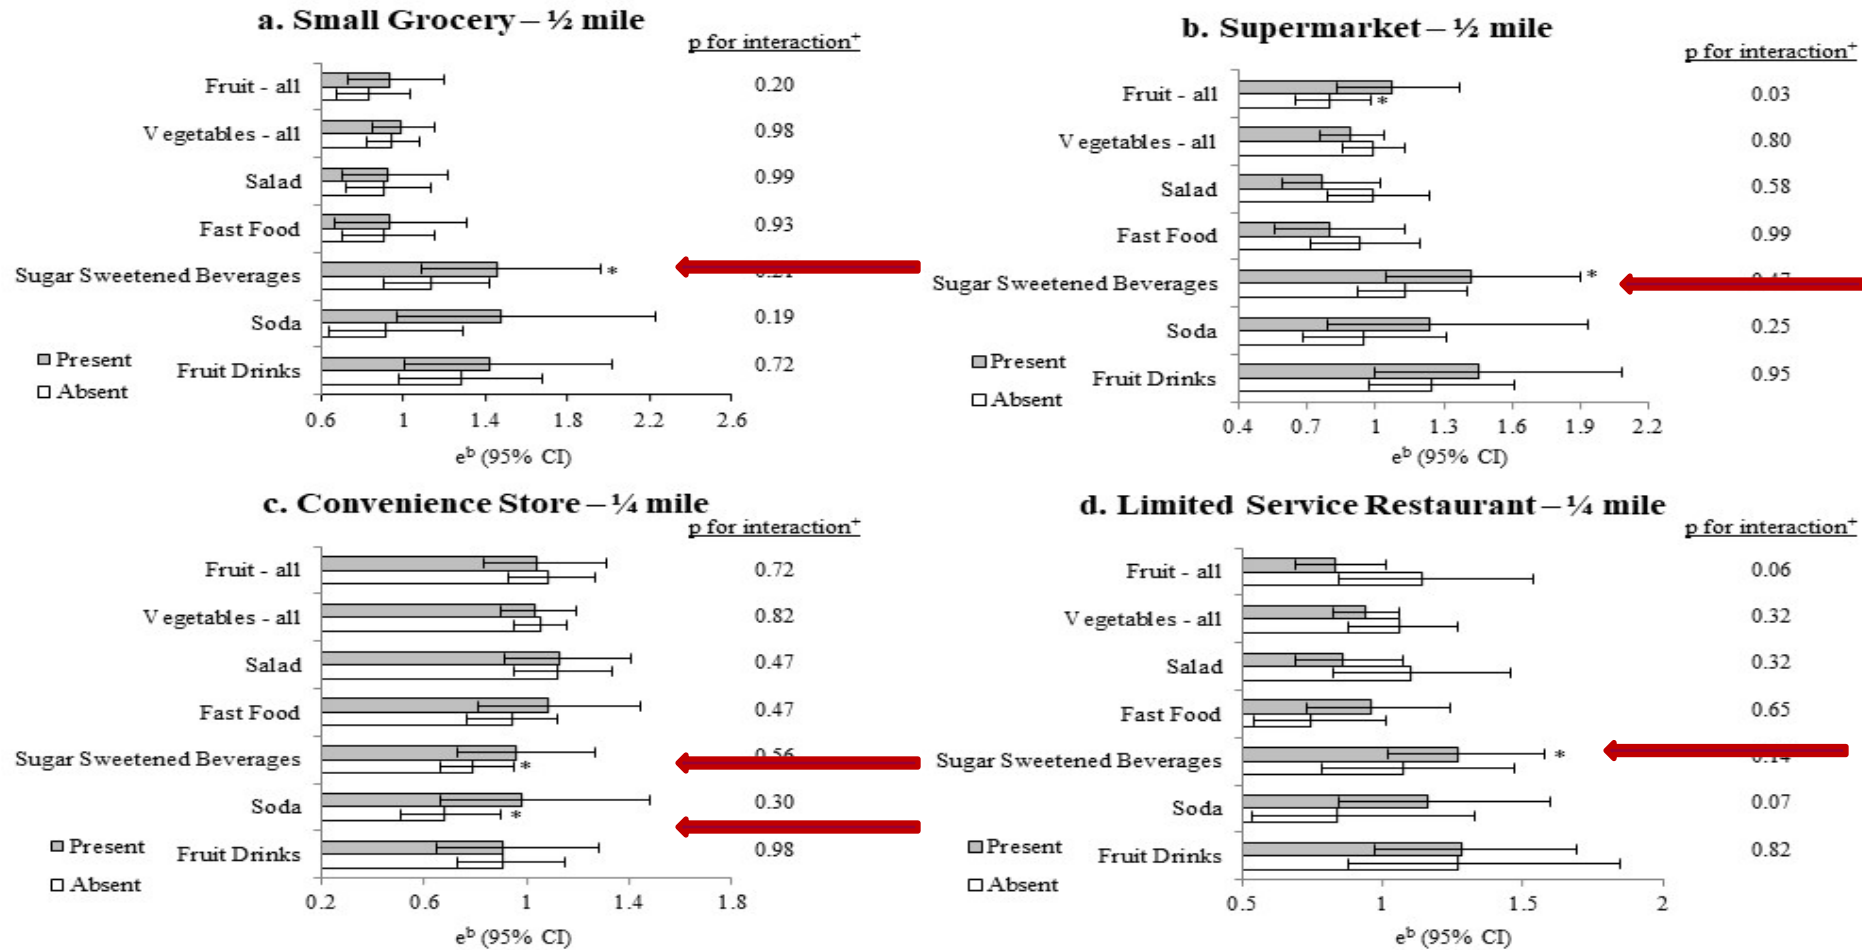 a. Small Grocery – ½ mile
p for interaction⁺
Fruit - all 0.20
Vegetables - all 0.98
Salad 0.99
Fast Food 0.93
Sugar Sweetened Beverages *
Soda 0.19
Fruit Drinks 0.72
Present
Absent
0.6 1 1.4 1.8 2.2 2.6
eᵇ (95% CI)
b. Supermarket – ½ mile
p for interaction⁺
Fruit - all * 0.03
Vegetables - all 0.80
Salad 0.58
Fast Food 0.99
Sugar Sweetened Beverages *
Soda 0.25
Fruit Drinks 0.95
Present
Absent
0.4 0.7 1 1.3 1.6 1.9 2.2
eᵇ (95% CI)
c. Convenience Store – ¼ mile
p for interaction⁺
Fruit - all 0.72
Vegetables - all 0.82
Salad 0.47
Fast Food 0.47
Sugar Sweetened Beverages * 0.56
Soda * 0.30
Fruit Drinks 0.98
Present
Absent
0.2 0.6 1 1.4 1.8
eᵇ (95% CI)
d. Limited Service Restaurant – ¼ mile
p for interaction⁺
Fruit - all 0.06
Vegetables - all 0.32
Salad 0.32
Fast Food 0.65
Sugar Sweetened Beverages *
Soda 0.07
Fruit Drinks 0.82
Present
Absent
0.5 1 1.5 2
eᵇ (95% CI)